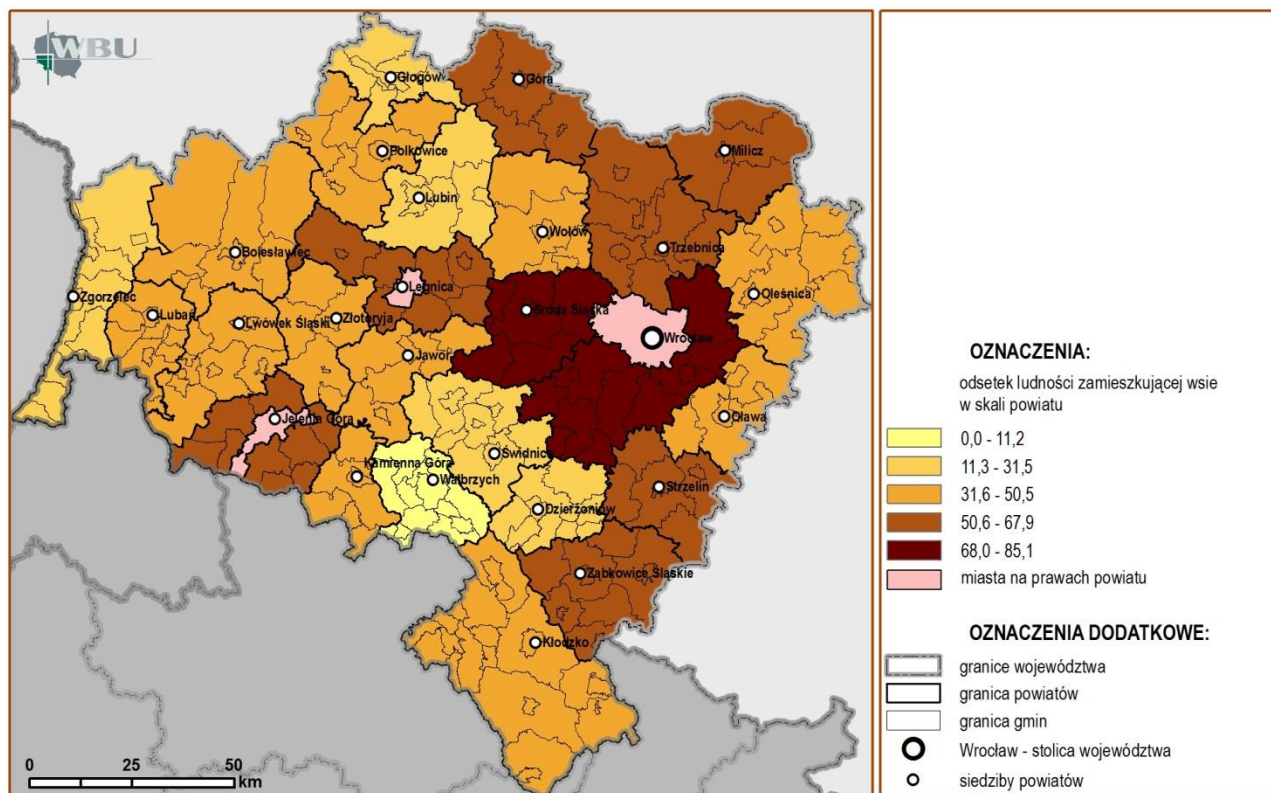 WBU
Głogów
Góra
Polkowice
Milicz
Lubin
Wołów
Trzebnica
Bolesławiec
Legnica
Oleśnica
Zgorzelec
Lubań
Lwówek Śląski
Złotoryja
Środa Śląska
Wrocław
Jawor
Jelenia Góra
Oława
Kamienna Góra
Wałbrzych
Świdnica
Strzelin
Dzierżoniów
Ząbkowice Śląskie
Kłodzko
0 25 50
km
OZNACZENIA:
odsetek ludności zamieszkującej wsie
w skali powiatu
0,0 - 11,2
11,3 - 31,5
31,6 - 50,5
50,6 - 67,9
68,0 - 85,1
miasta na prawach powiatu
OZNACZENIA DODATKOWE:
granice województwa
granica powiatów
granica gmin
Wrocław - stolica województwa
siedziby powiatów